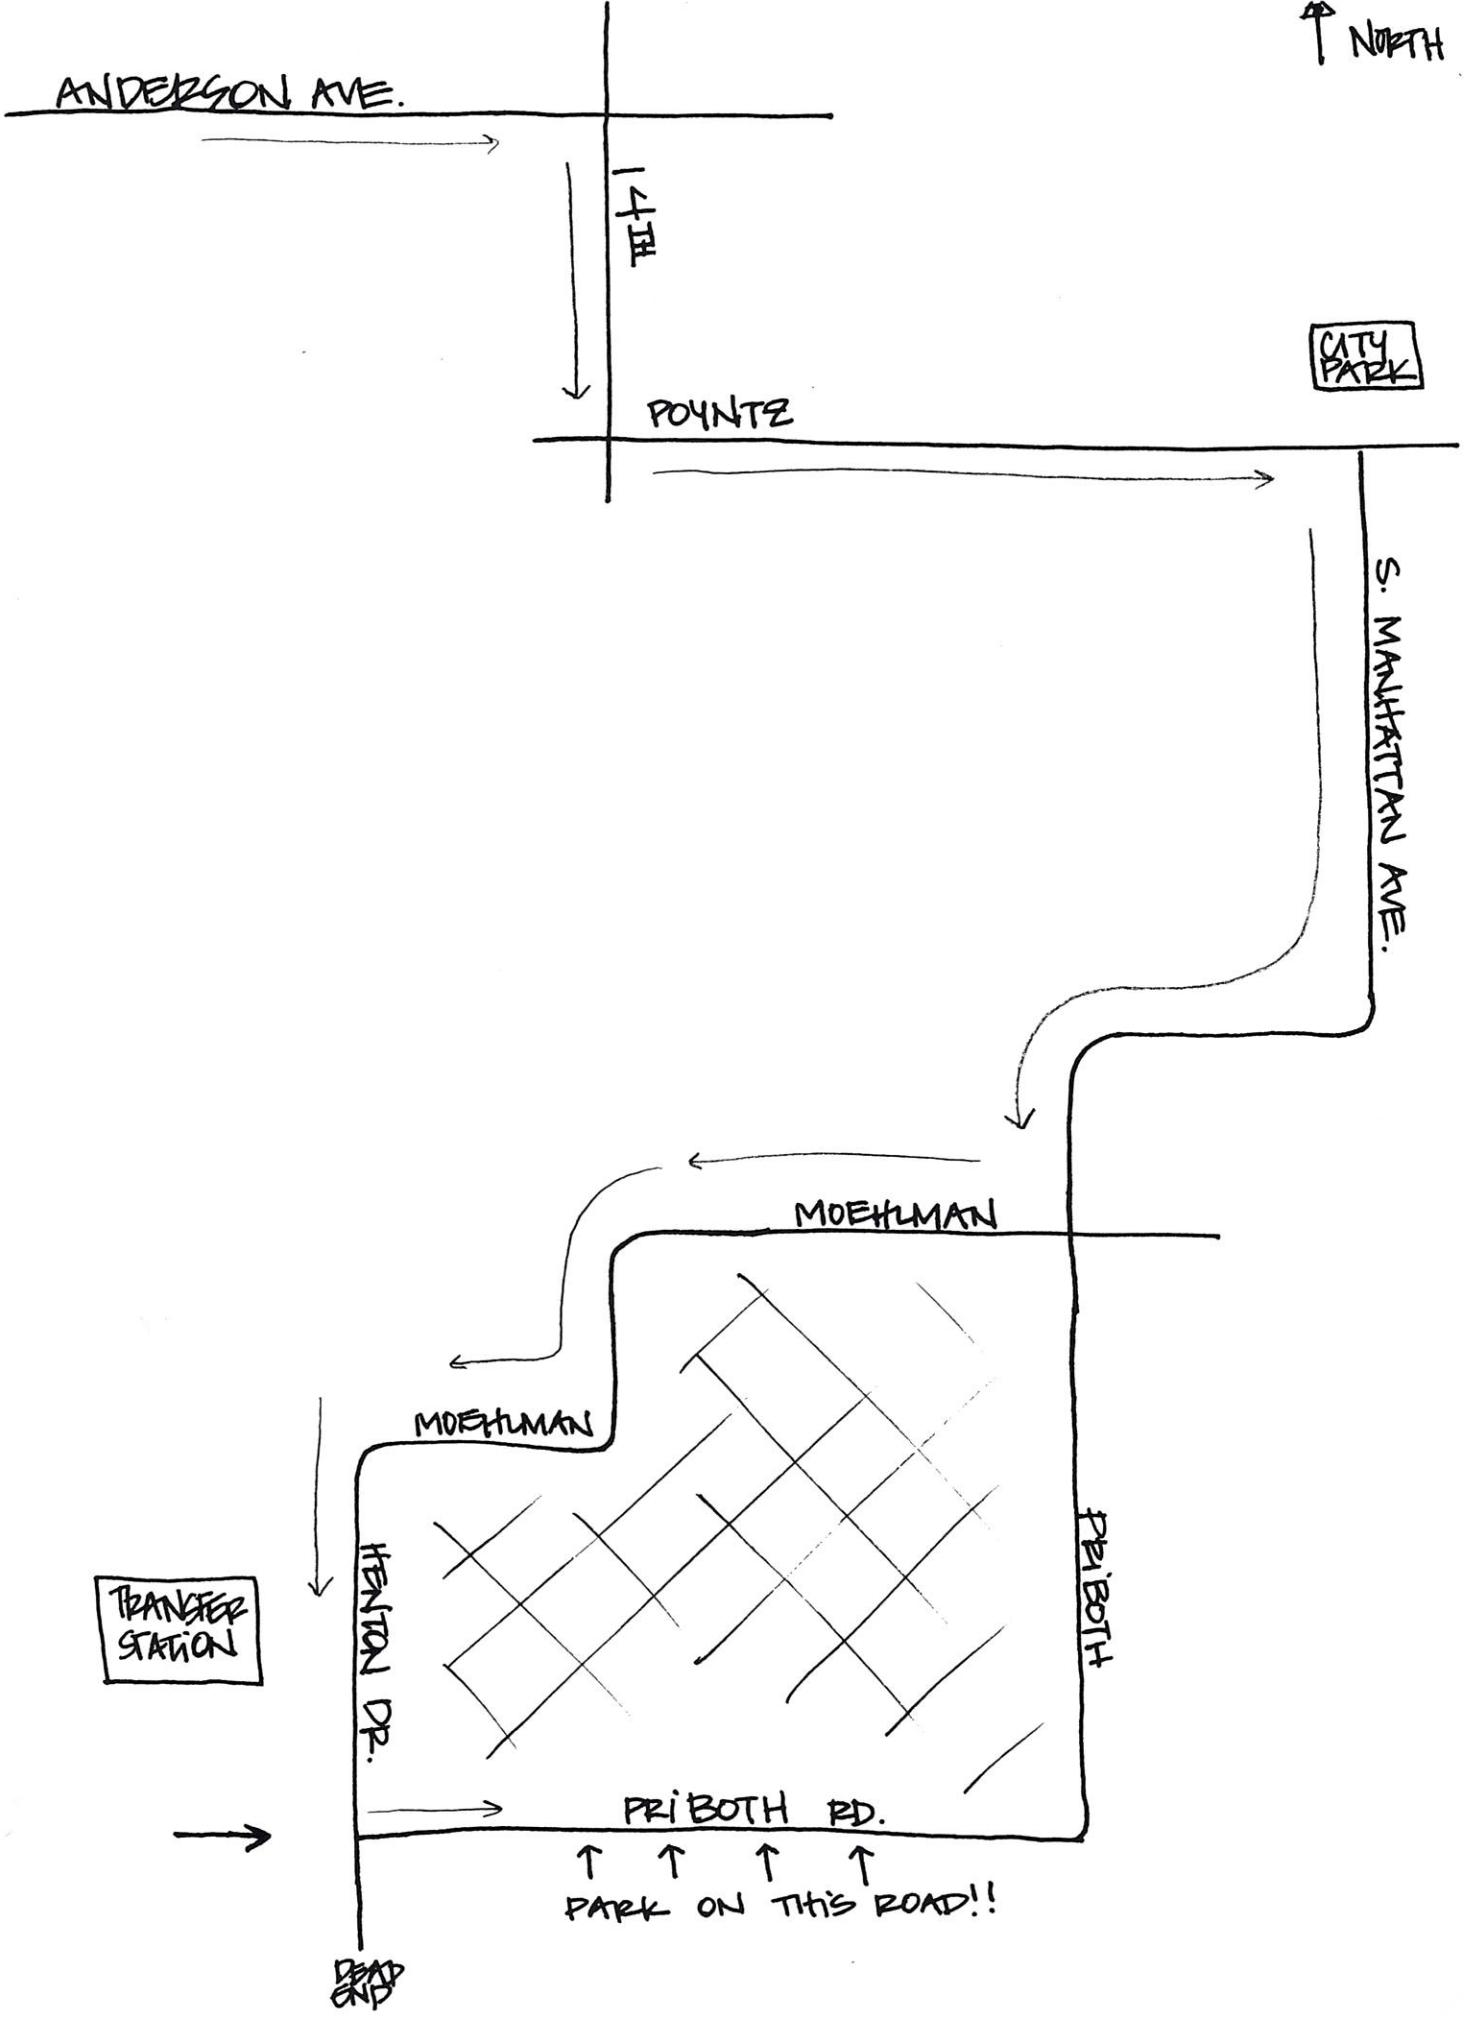 NORTH
ANDERSON AVE.
14TH
CITY
PARK
POYNTZ
S. MANHATTAN AVE.
MOEHLMAN
MOEHLMAN
PRIBOTH
HENTON DR.
TRANSFER
STATION
PRIBOTH RD.
PARK ON THIS ROAD!!
DEAD
END